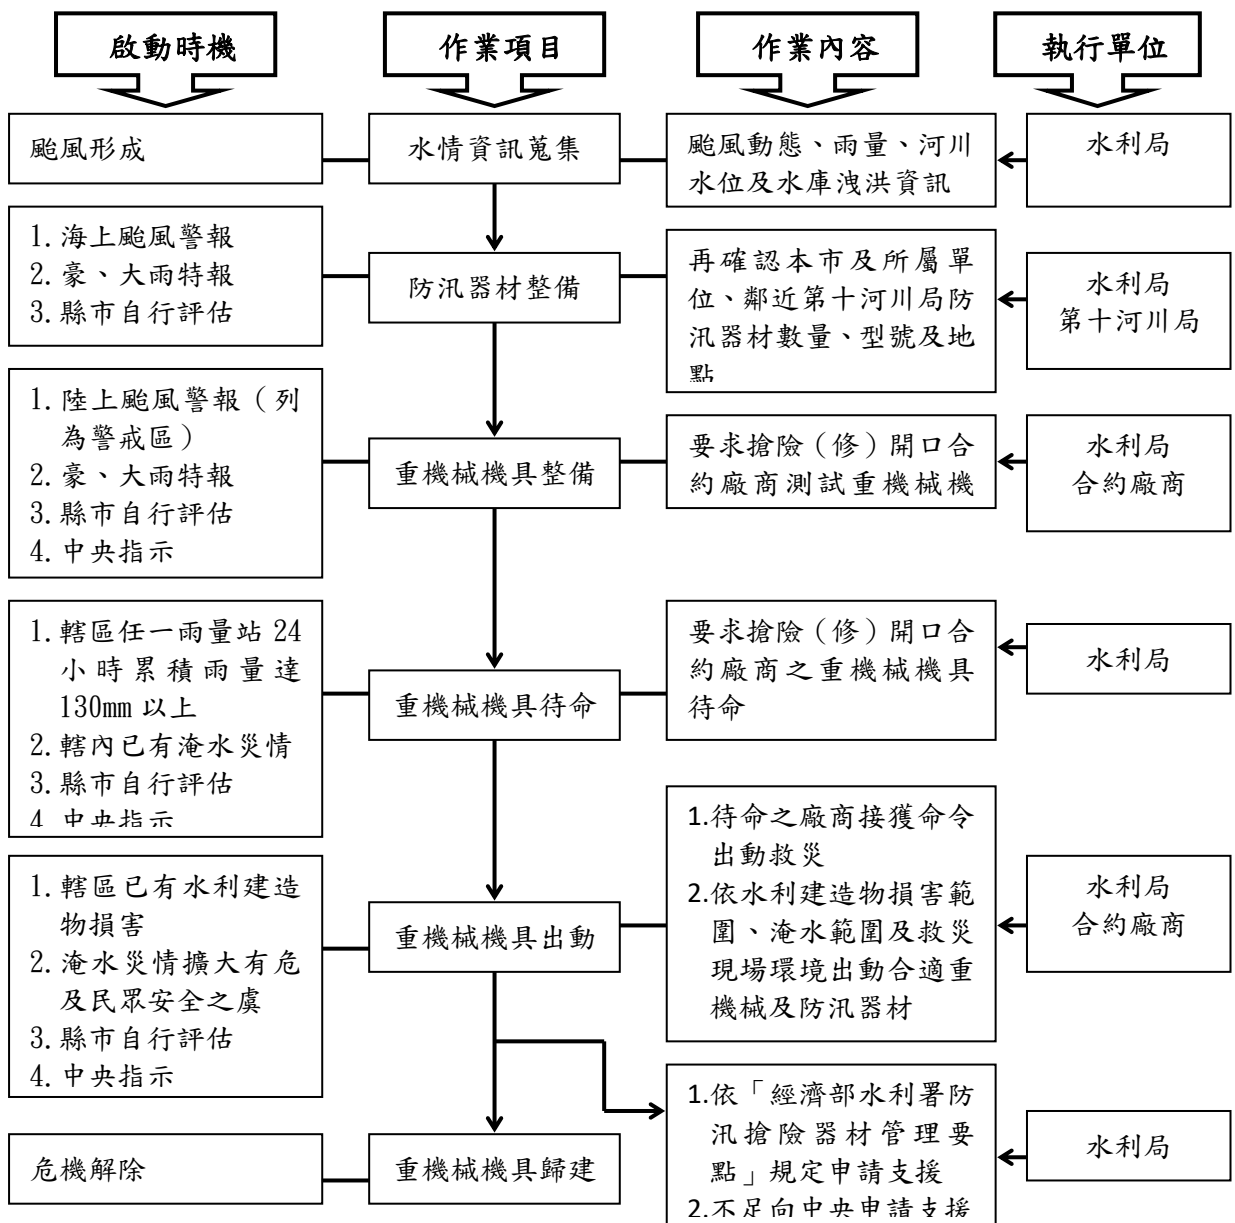 啟動時機
作業項目
作業內容
執行單位
颱風形成
水情資訊蒐集
颱風動態、雨量、河川
水位及水庫洩洪資訊
水利局
1. 海上颱風警報
2. 豪、大雨特報
3. 縣市自行評估
防汛器材整備
再確認本市及所屬單
位、鄰近第十河川局防
汛器材數量、型號及地
點
水利局
第十河川局
1. 陸上颱風警報（列
為警戒區）
2. 豪、大雨特報
3. 縣市自行評估
4. 中央指示
重機械機具整備
要求搶險（修）開口合
約廠商測試重機械機
水利局
合約廠商
1. 轄區任一雨量站 24
小時累積雨量達
130mm 以上
2. 轄內已有淹水災情
3. 縣市自行評估
4. 中央指示
重機械機具待命
要求搶險（修）開口合
約廠商之重機械機具
待命
水利局
1. 轄區已有水利建造
物損害
2. 淹水災情擴大有危
及民眾安全之虞
3. 縣市自行評估
4. 中央指示
重機械機具出動
1.待命之廠商接獲命令
出動救災
2.依水利建造物損害範
圍、淹水範圍及救災
現場環境出動合適重
機械及防汛器材
水利局
合約廠商
危機解除
重機械機具歸建
1.依「經濟部水利署防
汛搶險器材管理要
點」規定申請支援
2.不足向中央申請支援
水利局